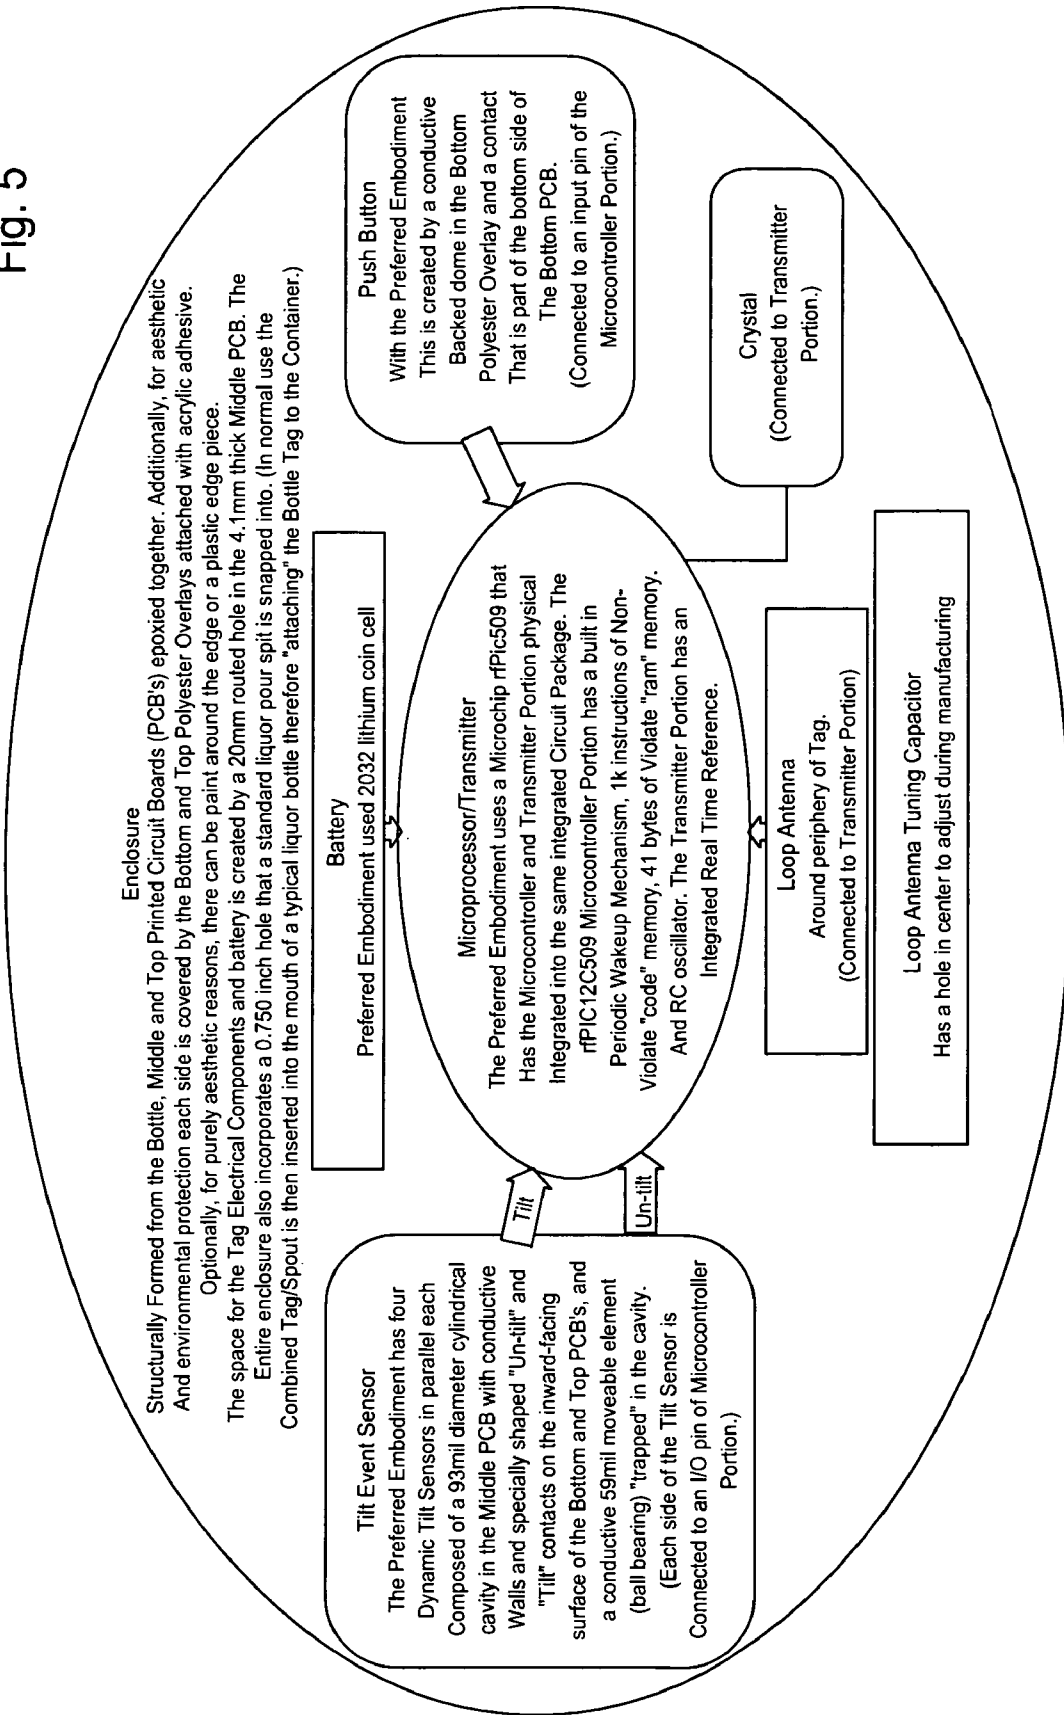 Fig. 5
Enclosure
Structurally Formed from the Bottle, Middle and Top Printed Circuit Boards (PCB's) epoxied together. Additionally, for aesthetic
And environmental protection each side is covered by the Bottom and Top Polyester Overlays attached with acrylic adhesive.
Optionally, for purely aesthetic reasons, there can be paint around the edge or a plastic edge piece.
The space for the Tag Electrical Components and battery is created by a 20mm routed hole in the 4.1mm thick Middle PCB. The
Entire enclosure also incorporates a 0.750 inch hole that a standard liquor pour spit is snapped into. (In normal use the
Combined Tag/Spout is then inserted into the mouth of a typical liquor bottle therefore "attaching" the Bottle Tag to the Container.)
Battery
Preferred Embodiment used 2032 lithium coin cell
Tilt Event Sensor
The Preferred Embodiment has four
Dynamic Tilt Sensors in parallel each
Composed of a 93mil diameter cylindrical
cavity in the Middle PCB with conductive
Walls and specially shaped "Un-tilt" and
"Tilt" contacts on the inward-facing
surface of the Bottom and Top PCB's, and
a conductive 59mil moveable element
(ball bearing) "trapped" in the cavity.
(Each side of the Tilt Sensor is
Connected to an I/O pin of Microcontroller
Portion.)
Tilt
Un-tilt
Microprocessor/Transmitter
The Preferred Embodiment uses a Microchip rfPic509 that
Has the Microcontroller and Transmitter Portion physical
Integrated into the same integrated Circuit Package. The
rfPIC12C509 Microcontroller Portion has a built in
Periodic Wakeup Mechanism, 1k instructions of Non-
Violate "code" memory, 41 bytes of Violate "ram" memory.
And RC oscillator. The Transmitter Portion has an
Integrated Real Time Reference.
Push Button
With the Preferred Embodiment
This is created by a conductive
Backed dome in the Bottom
Polyester Overlay and a contact
That is part of the bottom side of
The Bottom PCB.
(Connected to an input pin of the
Microcontroller Portion.)
Crystal
(Connected to Transmitter
Portion.)
Loop Antenna
Around periphery of Tag.
(Connected to Transmitter Portion)
Loop Antenna Tuning Capacitor
Has a hole in center to adjust during manufacturing